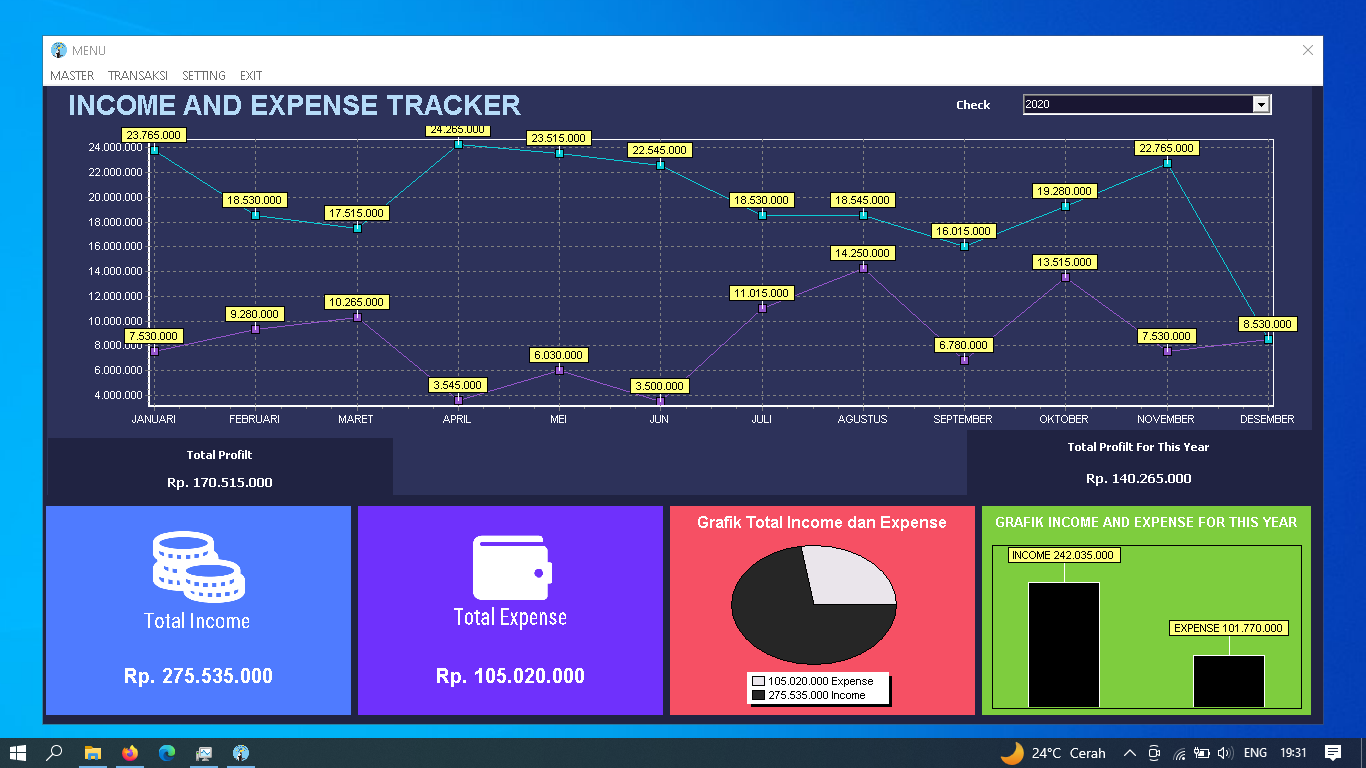 MENU
MASTER TRANSAKSI SETTING EXIT
INCOME AND EXPENSE TRACKER
Check 2020
24.000.000
22.000.000
20.000.000
18.000.000
16.000.000
14.000.000
12.000.000
10.000.000
8.000.000
6.000.000
4.000.000
23.765.000
18.530.000
17.515.000
24.265.000
23.515.000
22.545.000
18.530.000
18.545.000
16.015.000
19.280.000
22.765.000
8.530.000
7.530.000
9.280.000
10.265.000
3.545.000
6.030.000
3.500.000
11.015.000
14.250.000
6.780.000
13.515.000
7.530.000
JANUARI FEBRUARI MARET APRIL MEI JUN JULI AGUSTUS SEPTEMBER OKTOBER NOVEMBER DESEMBER
Total Profilt
Rp. 170.515.000
Total Profilt For This Year
Rp. 140.265.000
Total Income
Rp. 275.535.000
Total Expense
Rp. 105.020.000
Grafik Total Income dan Expense
105.020.000 Expense
275.535.000 Income
GRAFIK INCOME AND EXPENSE FOR THIS YEAR
INCOME 242.035.000
EXPENSE 101.770.000
24°C Cerah ENG 19:31